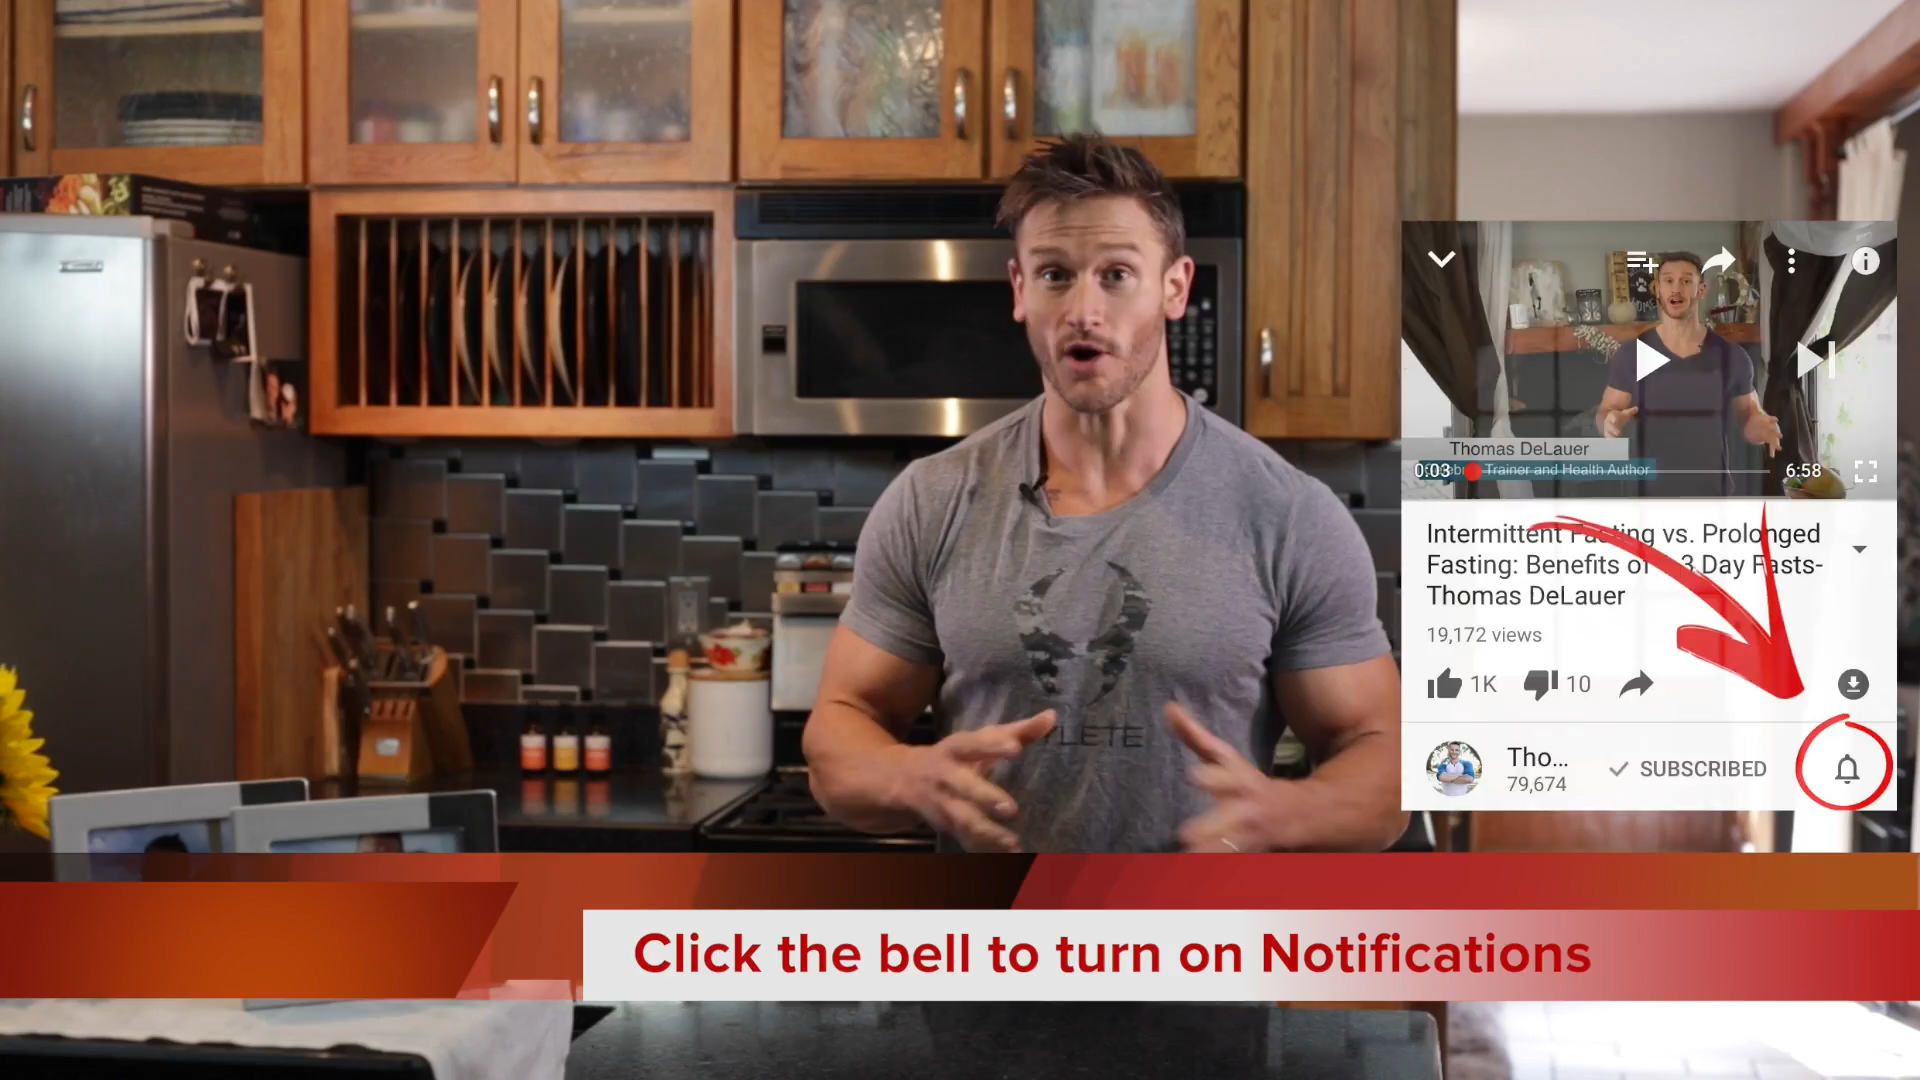 Thomas DeLauer
Trainer and Health Author
0:03
6:58
Intermittent Fasting vs. Prolonged
Fasting: Benefits of 3 Day Fasts-
Thomas DeLauer
19,172 views
1K
10
Tho...
SUBSCRIBED
79,674
Click the bell to turn on Notifications